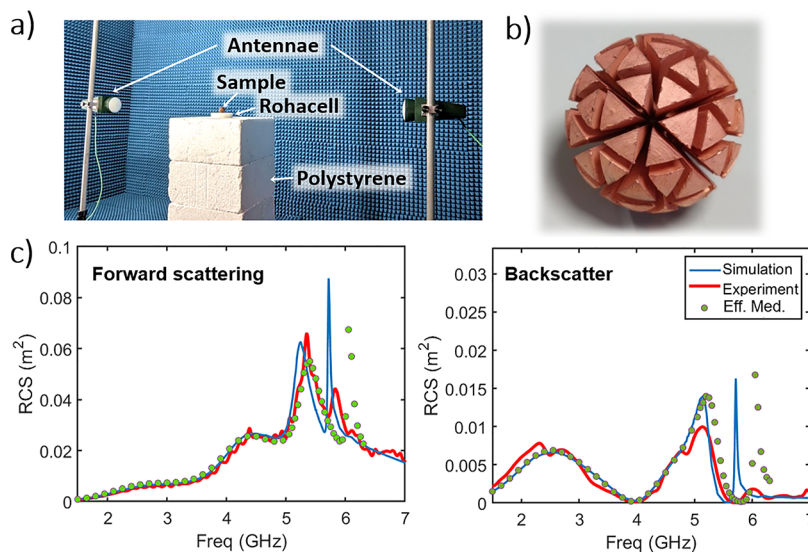 a)
Antennae
Sample
Rohacell
Polystyrene
b)
c)
Forward scattering
0.1
0.08
0.06
0.04
0.02
0
RCS (m²)
2 3 4 5 6 7
Freq (GHz)
Backscatter
Simulation
Experiment
Eff. Med.
0.03
0.025
0.02
0.015
0.01
0.005
0
RCS (m²)
2 3 4 5 6 7
Freq (GHz)